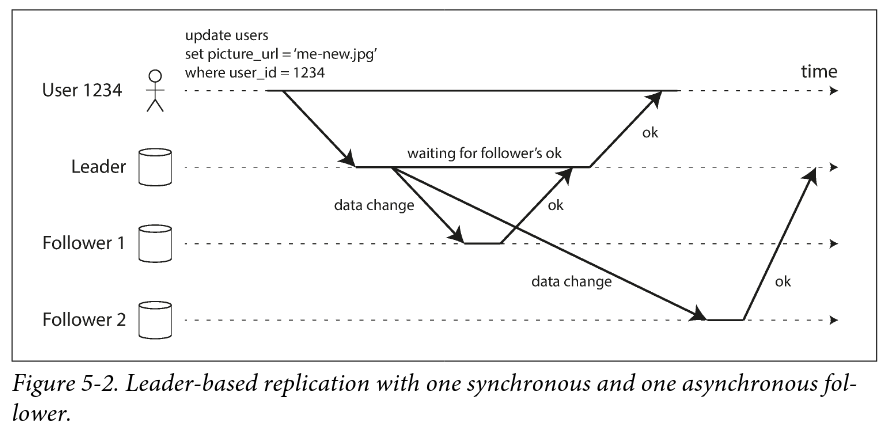 update users
set picture_url = ‘me-new.jpg’
where user_id = 1234
time
User 1234
ok
Leader
waiting for follower’s ok
data change
ok
Follower 1
data change
ok
Follower 2
Figure 5-2. Leader-based replication with one synchronous and one asynchronous fol-
lower.